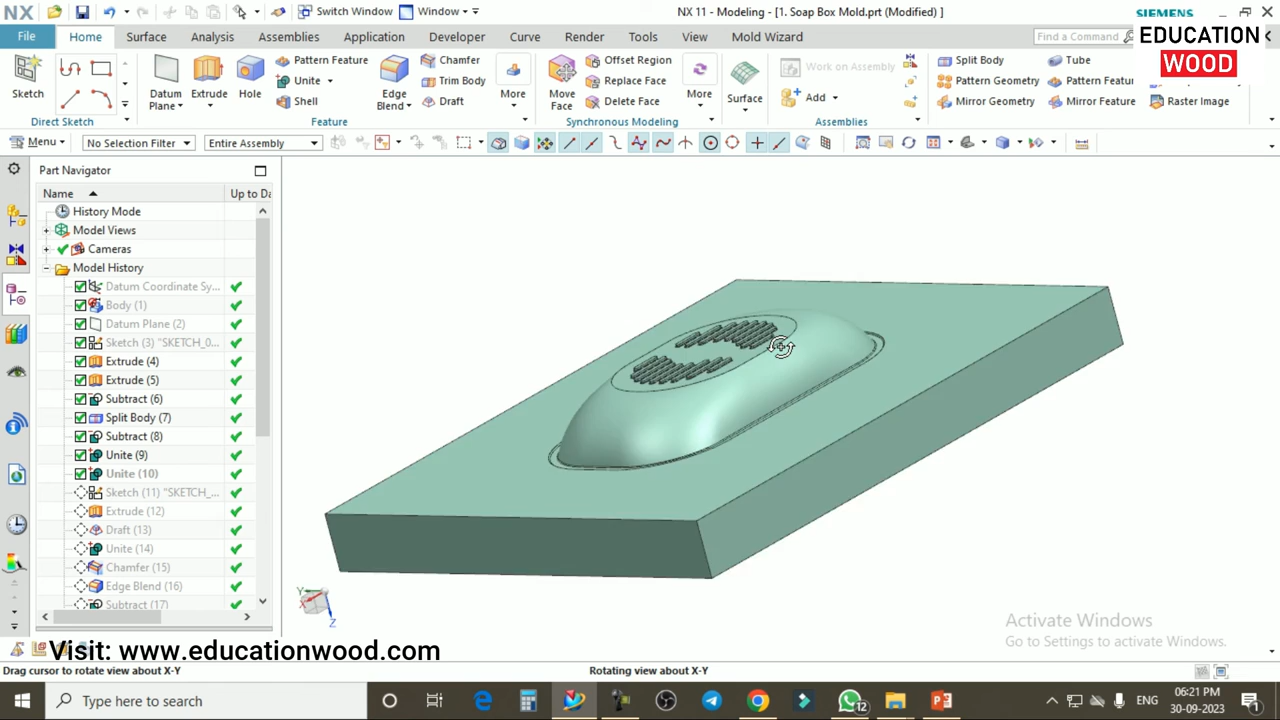 NX
Switch Window
Window
NX 11 - Modeling - [1. Soap Box Mold.prt (Modified) ]
SIEMENS
File
Home
Surface
Analysis
Assemblies
Application
Developer
Curve
Render
Tools
View
Mold Wizard
Find a Command
EDUCATION
WOOD
Sketch
Direct Sketch
Datum
Plane
Extrude
Hole
Pattern Feature
Unite
Shell
Edge
Blend
Chamfer
Trim Body
Draft
More
Feature
Move
Face
Offset Region
Replace Face
Delete Face
More
Synchronous Modeling
Surface
Work on Assembly
Add
Assemblies
Split Body
Pattern Geometry
Mirror Geometry
Tube
Pattern Featu
Mirror Feature
Raster Image
Menu
No Selection Filter
Entire Assembly
Part Navigator
Name
Up to Da
History Mode
Model Views
Cameras
Model History
Datum Coordinate Sy...
Body (1)
Datum Plane (2)
Sketch (3) "SKETCH_0...
Extrude (4)
Extrude (5)
Subtract (6)
Split Body (7)
Subtract (8)
Unite (9)
Unite (10)
Sketch (11) "SKETCH_...
Extrude (12)
Draft (13)
Unite (14)
Chamfer (15)
Edge Blend (16)
Subtract (17)
X
Y
Z
Activate Windows
Go to Settings to activate Windows.
Visit: www.educationwood.com
Drag cursor to rotate view about X-Y
Rotating view about X-Y
Type here to search
12
ENG
06:21 PM
30-09-2023
1